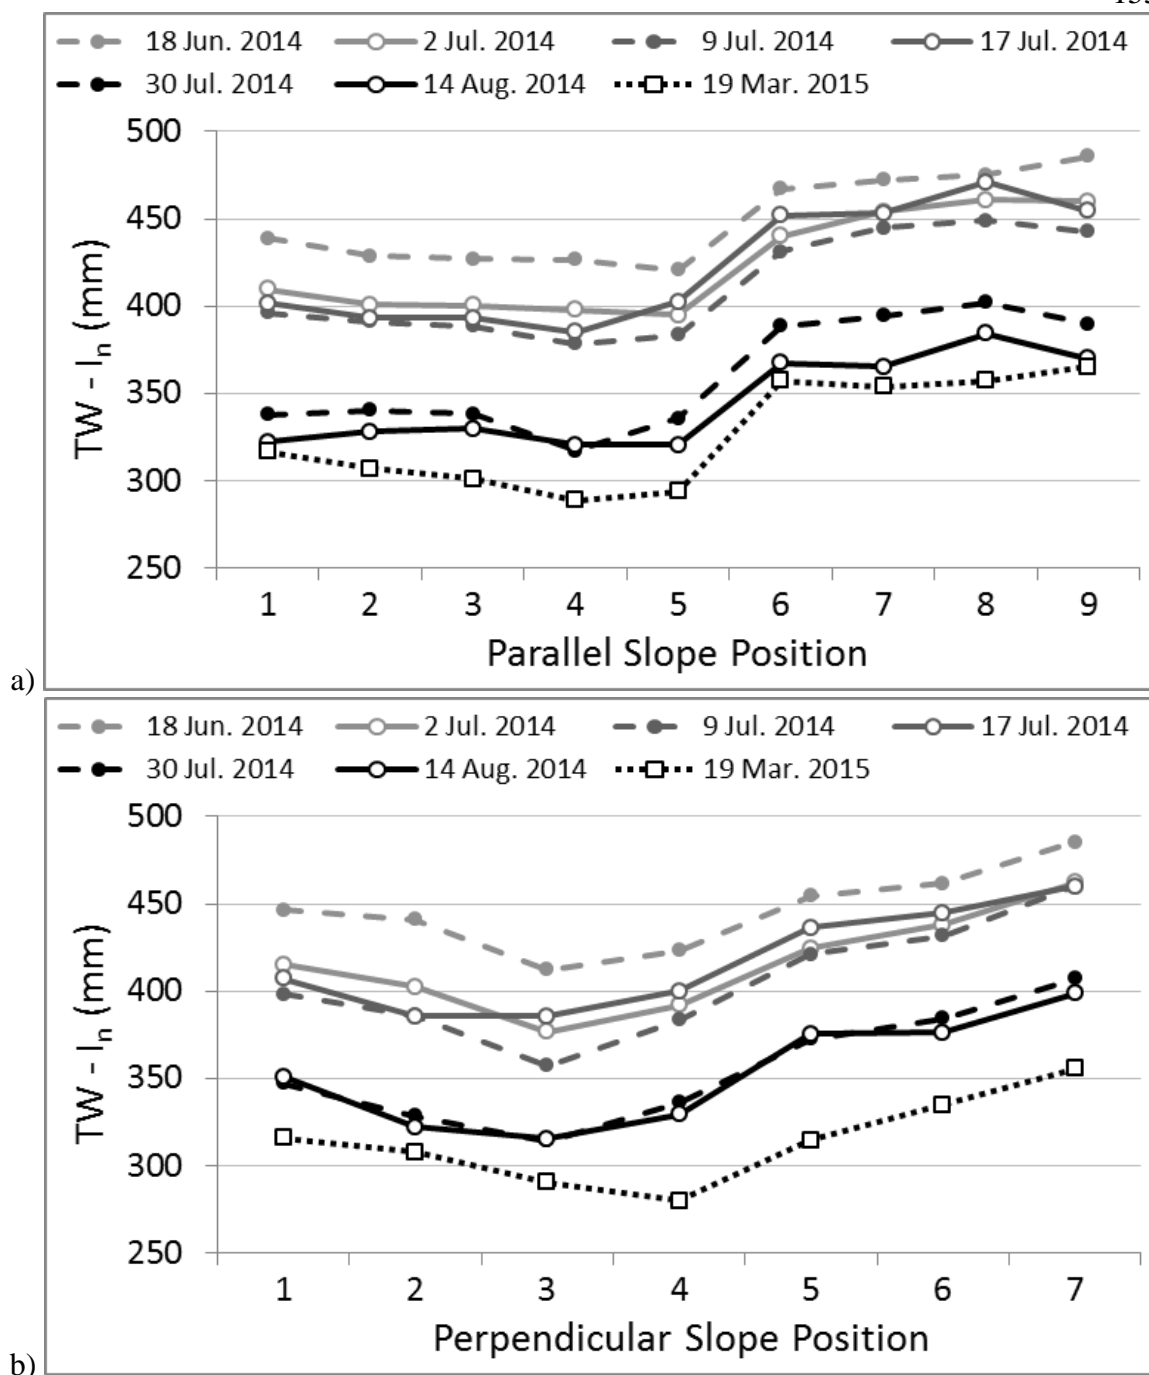 18 Jun. 2014 2 Jul. 2014 9 Jul. 2014 17 Jul. 2014
30 Jul. 2014 14 Aug. 2014 19 Mar. 2015
500
450
400
350
300
250
TW - In (mm)
1 2 3 4 5 6 7 8 9
Parallel Slope Position
a)
18 Jun. 2014 2 Jul. 2014 9 Jul. 2014 17 Jul. 2014
30 Jul. 2014 14 Aug. 2014 19 Mar. 2015
500
450
400
350
300
250
TW - In (mm)
1 2 3 4 5 6 7
Perpendicular Slope Position
b)